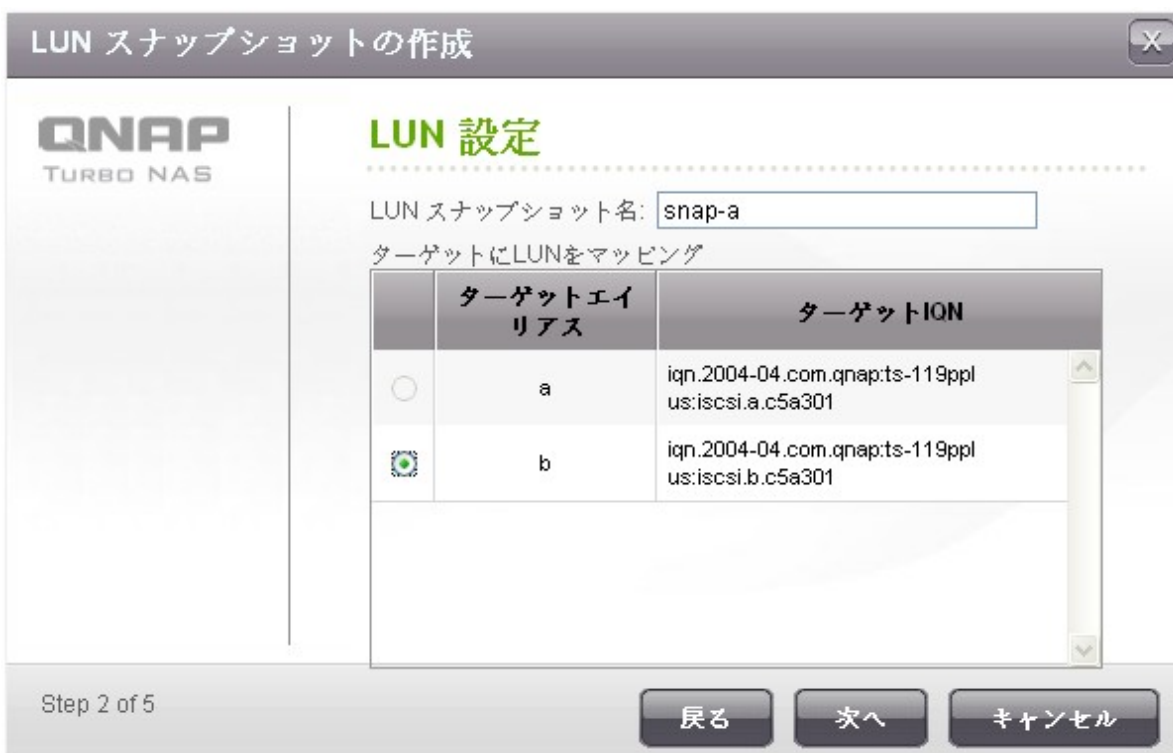 LUN スナップショットの作成
X
QNAP
TURBO NAS
LUN 設定
LUN スナップショット名: snap-a
ターゲットにLUNをマッピング
ターゲットエイ
リアス
ターゲットIQN
a
iqn.2004-04.com.qnap:ts-119ppl
us:iscsi.a.c5a301
b
iqn.2004-04.com.qnap:ts-119ppl
us:iscsi.b.c5a301
Step 2 of 5
戻る
次へ
キャンセル